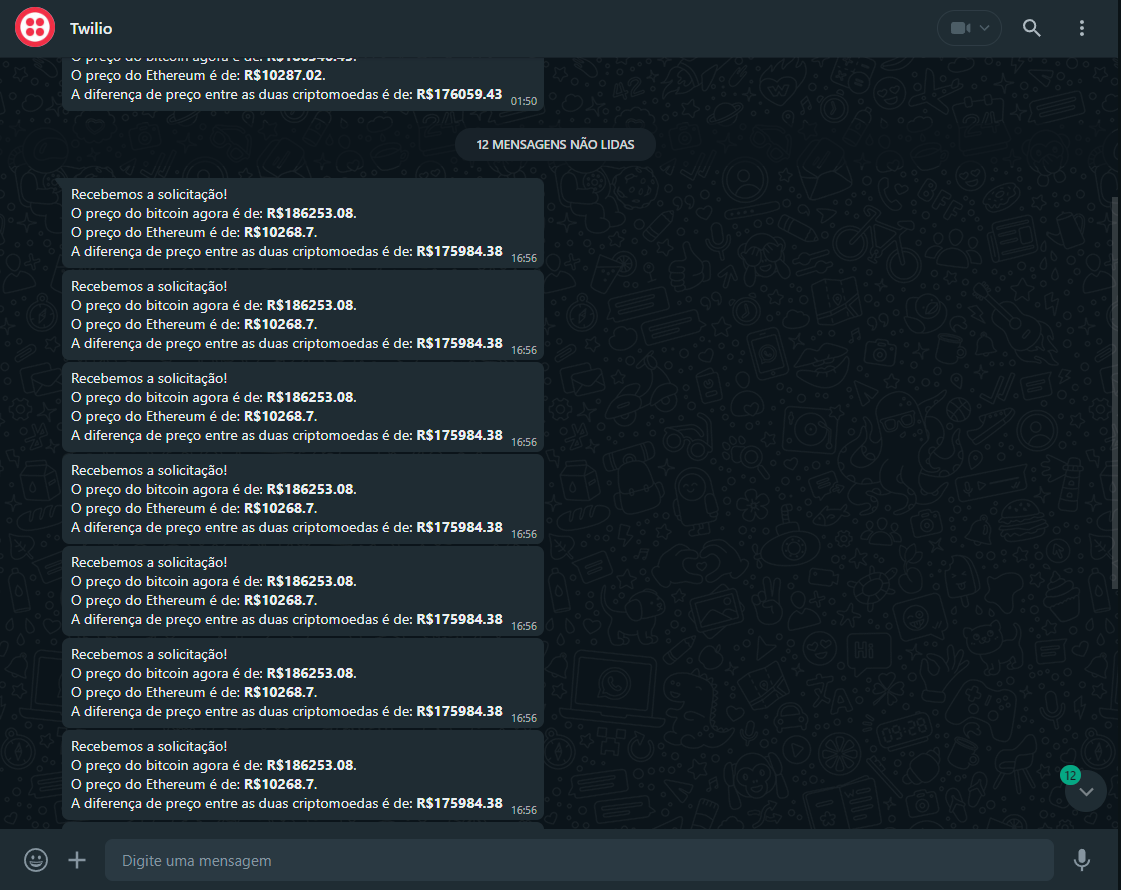 Twilio
O preço do bitcoin agora é de:
O preço do Ethereum é de: R$10287.02.
A diferença de preço entre as duas criptomoedas é de: R$176059.43
01:50
12 MENSAGENS NÃO LIDAS
Recebemos a solicitação!
O preço do bitcoin agora é de: R$186253.08.
O preço do Ethereum é de: R$10268.7.
A diferença de preço entre as duas criptomoedas é de: R$175984.38
16:56
Recebemos a solicitação!
O preço do bitcoin agora é de: R$186253.08.
O preço do Ethereum é de: R$10268.7.
A diferença de preço entre as duas criptomoedas é de: R$175984.38
16:56
Recebemos a solicitação!
O preço do bitcoin agora é de: R$186253.08.
O preço do Ethereum é de: R$10268.7.
A diferença de preço entre as duas criptomoedas é de: R$175984.38
16:56
Recebemos a solicitação!
O preço do bitcoin agora é de: R$186253.08.
O preço do Ethereum é de: R$10268.7.
A diferença de preço entre as duas criptomoedas é de: R$175984.38
16:56
Recebemos a solicitação!
O preço do bitcoin agora é de: R$186253.08.
O preço do Ethereum é de: R$10268.7.
A diferença de preço entre as duas criptomoedas é de: R$175984.38
16:56
Recebemos a solicitação!
O preço do bitcoin agora é de: R$186253.08.
O preço do Ethereum é de: R$10268.7.
A diferença de preço entre as duas criptomoedas é de: R$175984.38
16:56
Recebemos a solicitação!
O preço do bitcoin agora é de: R$186253.08.
O preço do Ethereum é de: R$10268.7.
A diferença de preço entre as duas criptomoedas é de: R$175984.38
16:56
12
Digite uma mensagem